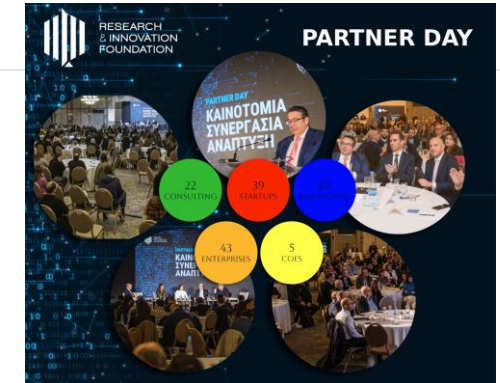 RESEARCH
& INNOVATION
FOUNDATION
PARTNER DAY
PARTNER DAY
ΚΑΙΝΟΤΟΜΙΑ
ΣΥΝΕΡΓΑΣΙΑ
ΑΝΑΠΤΥΞΗ
22
CONSULTING
39
STARTUPS
43
ENTERPRISES
5
COES